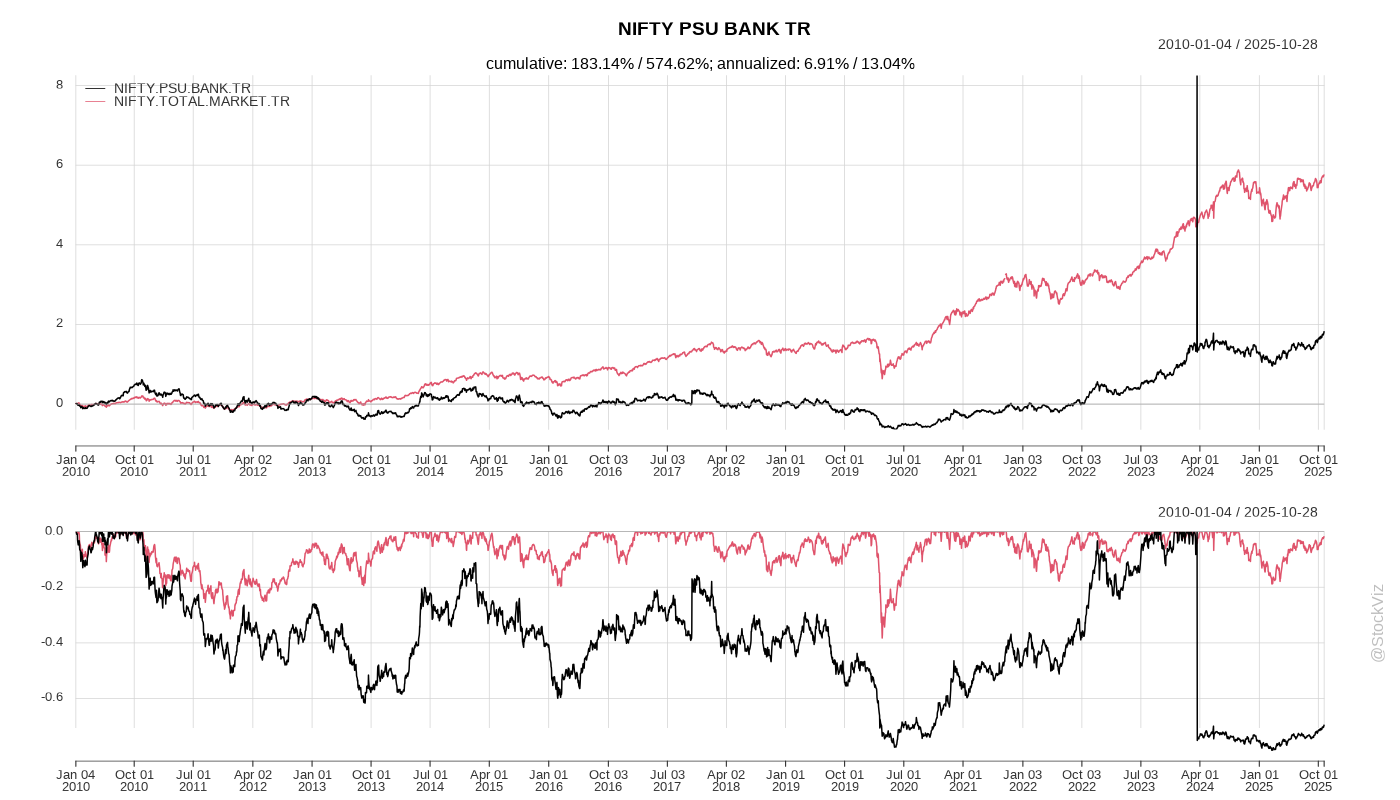 NIFTY PSU BANK TR
2010-01-04 / 2025-10-28
cumulative: 183.14% / 574.62%; annualized: 6.91% / 13.04%
NIFTY.PSU.BANK.TR
NIFTY.TOTAL.MARKET.TR
8
6
4
2
0
Jan 04 Oct 01 Jul 01 Apr 02 Jan 01 Oct 01 Jul 01 Apr 01 Jan 01 Oct 03 Jul 03 Apr 02 Jan 01 Oct 01 Jul 01 Apr 01 Jan 03 Oct 03 Jul 03 Apr 01 Jan 01 Oct 01
2010 2010 2011 2012 2013 2013 2014 2015 2016 2016 2017 2018 2019 2019 2020 2021 2022 2022 2023 2024 2025 2025
2010-01-04 / 2025-10-28
0.0
-0.2
-0.4
-0.6
Jan 04 Oct 01 Jul 01 Apr 02 Jan 01 Oct 01 Jul 01 Apr 01 Jan 01 Oct 03 Jul 03 Apr 02 Jan 01 Oct 01 Jul 01 Apr 01 Jan 03 Oct 03 Jul 03 Apr 01 Jan 01 Oct 01
2010 2010 2011 2012 2013 2013 2014 2015 2016 2016 2017 2018 2019 2019 2020 2021 2022 2022 2023 2024 2025 2025
@StockViz